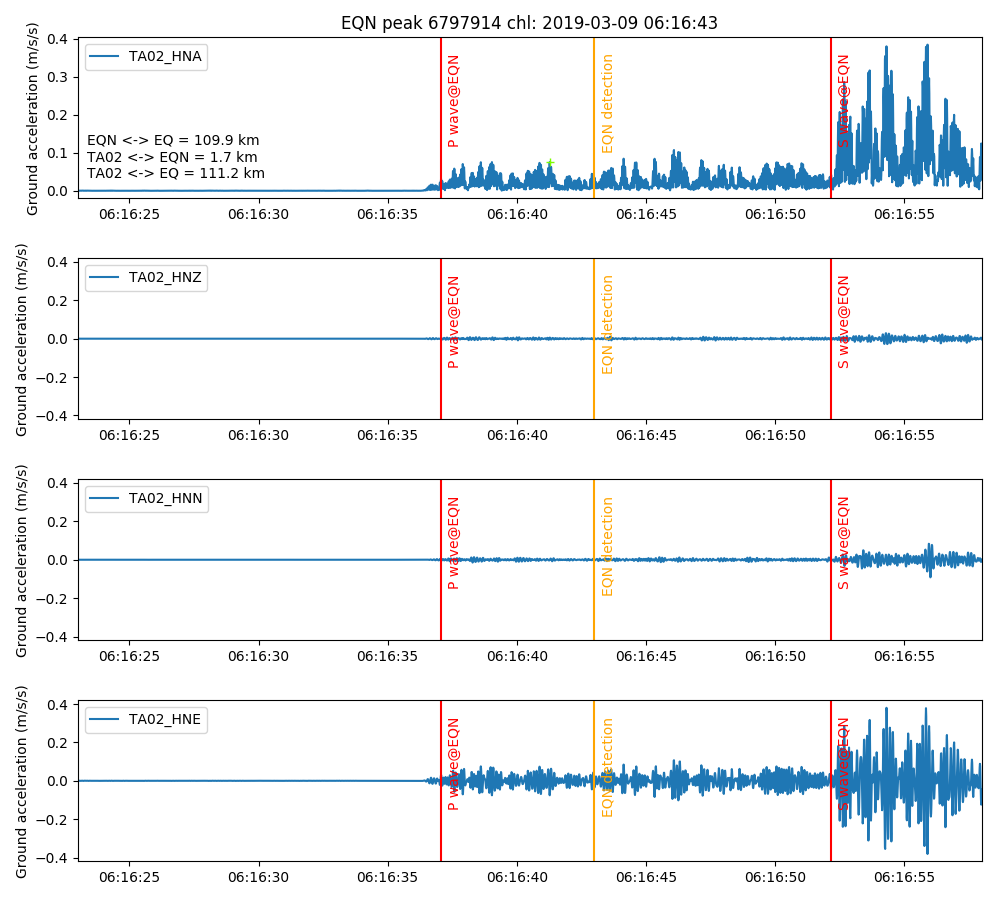 EQN peak 6797914 chl: 2019-03-09 06:16:43
Ground acceleration (m/s/s)
0.4
0.3
0.2
0.1
0.0
TA02_HNA
P wave@EQN
EQN detection
S wave@EQN
EQN <-> EQ = 109.9 km
TA02 <-> EQN = 1.7 km
TA02 <-> EQ = 111.2 km
06:16:25 06:16:30 06:16:35 06:16:40 06:16:45 06:16:50 06:16:55
Ground acceleration (m/s/s)
0.4
0.2
0.0
−0.2
−0.4
TA02_HNZ
P wave@EQN
EQN detection
S wave@EQN
06:16:25 06:16:30 06:16:35 06:16:40 06:16:45 06:16:50 06:16:55
Ground acceleration (m/s/s)
0.4
0.2
0.0
−0.2
−0.4
TA02_HNN
P wave@EQN
EQN detection
S wave@EQN
06:16:25 06:16:30 06:16:35 06:16:40 06:16:45 06:16:50 06:16:55
Ground acceleration (m/s/s)
0.4
0.2
0.0
−0.2
−0.4
TA02_HNE
P wave@EQN
EQN detection
S wave@EQN
06:16:25 06:16:30 06:16:35 06:16:40 06:16:45 06:16:50 06:16:55